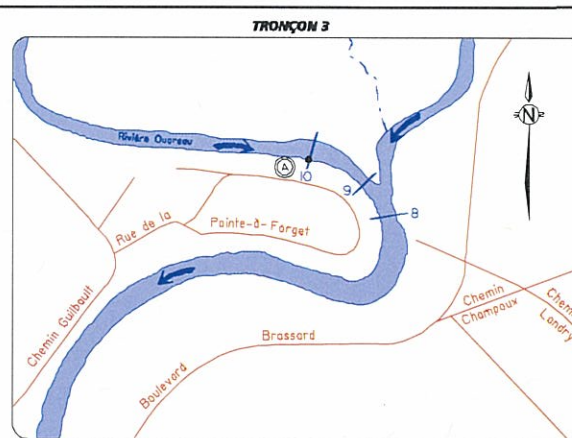 TRONÇON 3
N
Rivière Ouareau
A
10
9
8
Rue de la
Pointe-à-Forget
Chemin Guilbault
Chemin
Champoux
Chem
Landry
Brassard
Boulevard